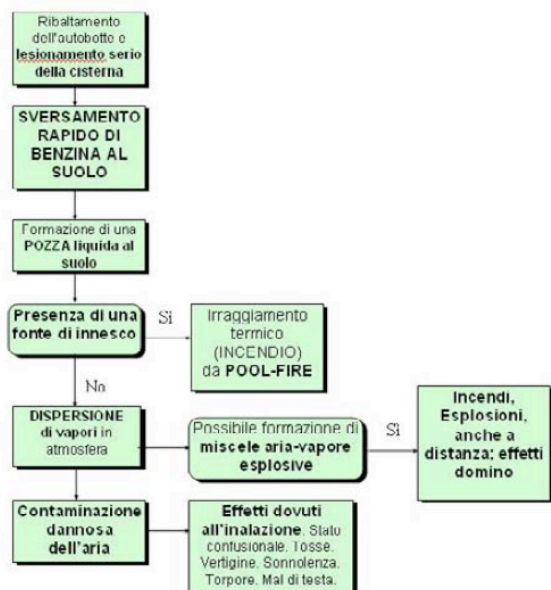 Ribaltamento
dell'autobotte e
lesionamento serio
della cisterna
SVERSAMENTO
RAPIDO DI
BENZINA AL
SUOLO
Formazione di una
POZZA liquida al
suolo
Presenza di una
fonte di innesco
Sì
Irraggiamento
termico
(INCENDIO)
da POOL-FIRE
No
DISPERSIONE
di vapori in
atmosfera
Possibile formazione di
miscele aria-vapore
esplosive
Sì
Incendi,
Esplosioni,
anche a
distanza; effetti
domino
Contaminazione
dannosa
dell'aria
Effetti dovuti
all'inalazione. Stato
confusionale. Tosse.
Vertigine. Sonnolenza.
Torpore. Mal di testa.